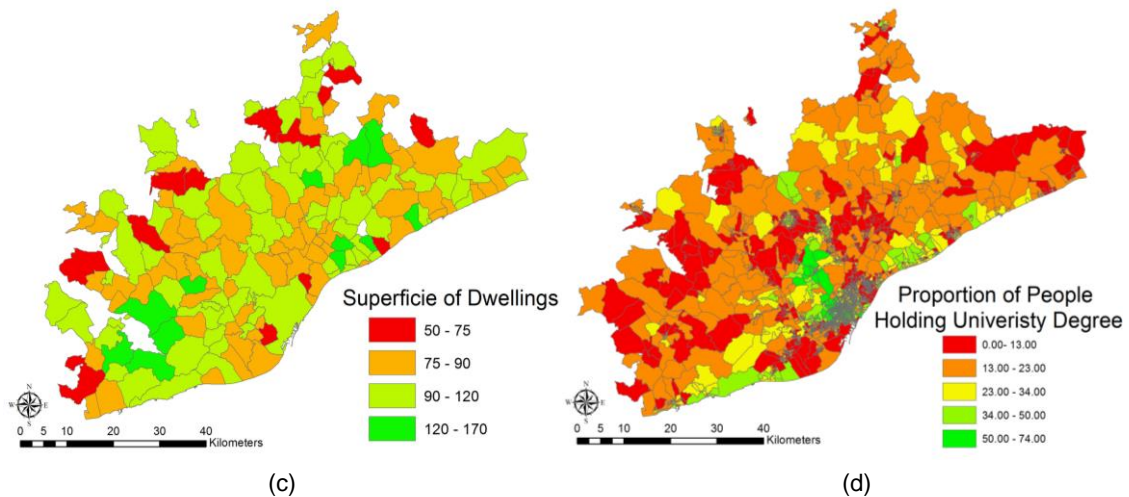 Superficie of Dwellings
50 - 75
75 - 90
90 - 120
120 - 170
N
W E
S
0 5 10 20 30 40
Kilometers
(c)
Proportion of People
Holding Univeristy Degree
0.00- 13.00
13.00 - 23.00
23.00 - 34.00
34.00 - 50.00
50.00 - 74.00
N
W E
S
0 5 10 20 30 40
Kilometers
(d)